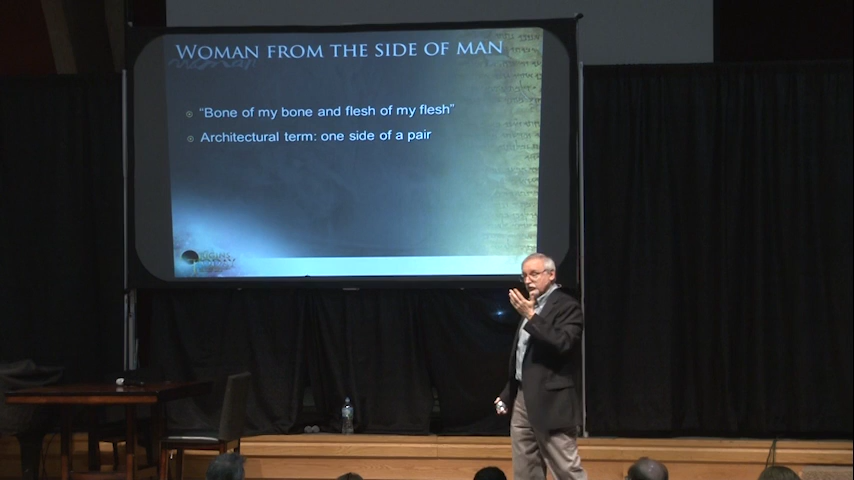 WOMAN FROM THE SIDE OF MAN
“Bone of my bone and flesh of my flesh”
Architectural term: one side of a pair